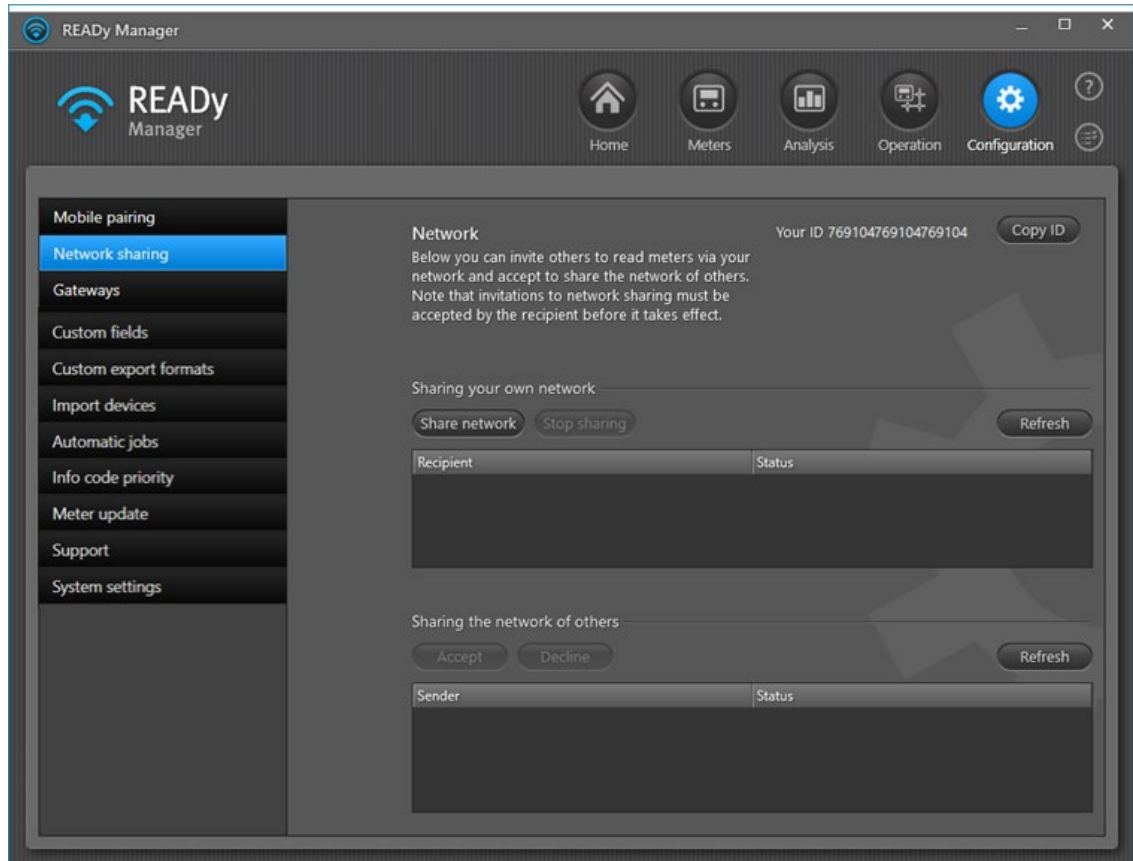 READy Manager
READy
Manager
Home
Meters
Analysis
Operation
Configuration
?
Mobile pairing
Network sharing
Gateways
Custom fields
Custom export formats
Import devices
Automatic jobs
Info code priority
Meter update
Support
System settings
Network
Your ID 769104769104769104
Copy ID
Below you can invite others to read meters via your
network and accept to share the network of others.
Note that invitations to network sharing must be
accepted by the recipient before it takes effect.
Sharing your own network
Share network
Stop sharing
Refresh
Recipient
Status
Sharing the network of others
Accept
Decline
Refresh
Sender
Status